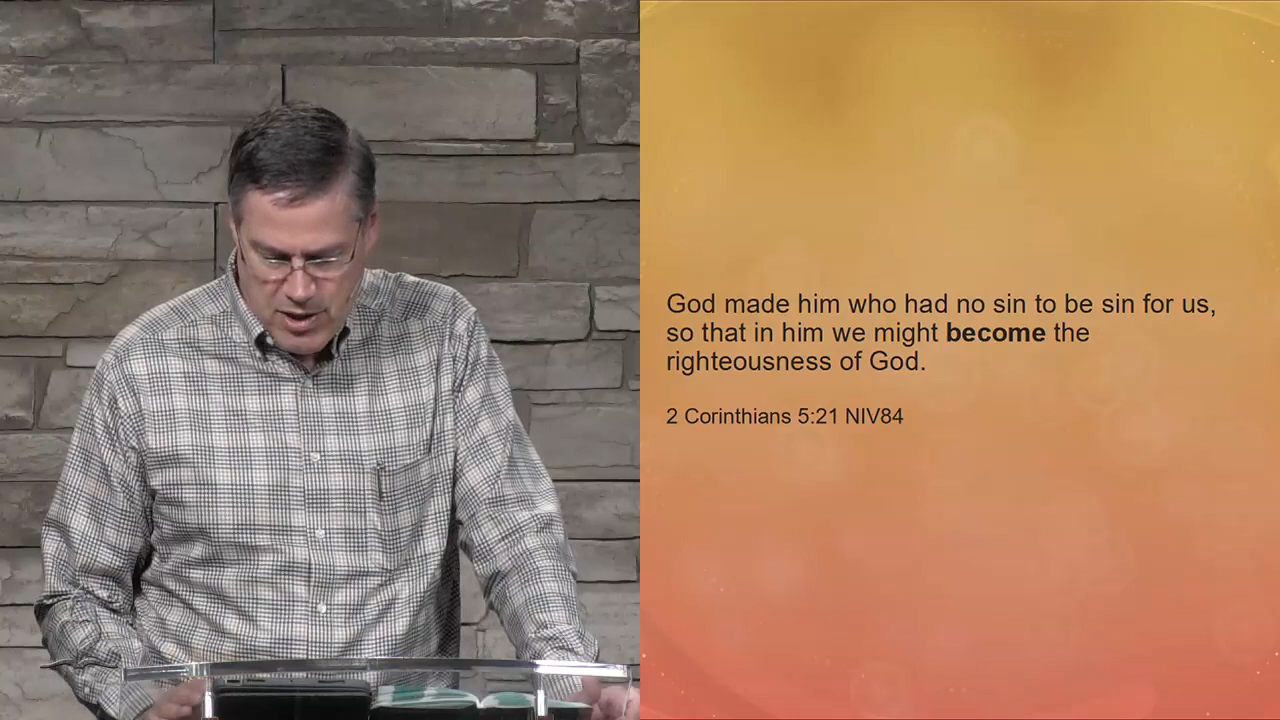 God made him who had no sin to be sin for us,
so that in him we might become the
righteousness of God.
2 Corinthians 5:21 NIV84